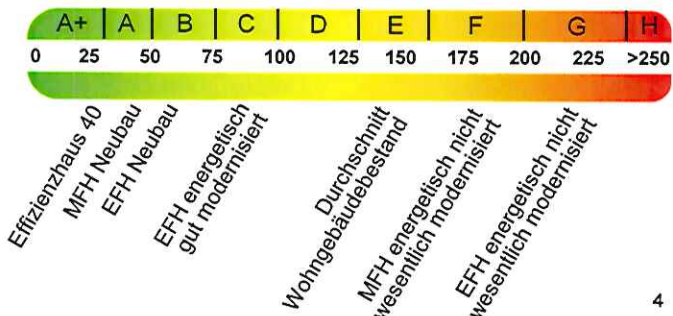 A+ A B C D E F G H
0 25 50 75 100 125 150 175 200 225 >250
Effizienzhaus 40
MFH Neubau
EFH Neubau
EFH energetisch
gut modernisiert
Durchschnitt
Wohngebäudebestand
MFH energetisch nicht
wesentlich modernisiert
EFH energetisch nicht
wesentlich modernisiert
4